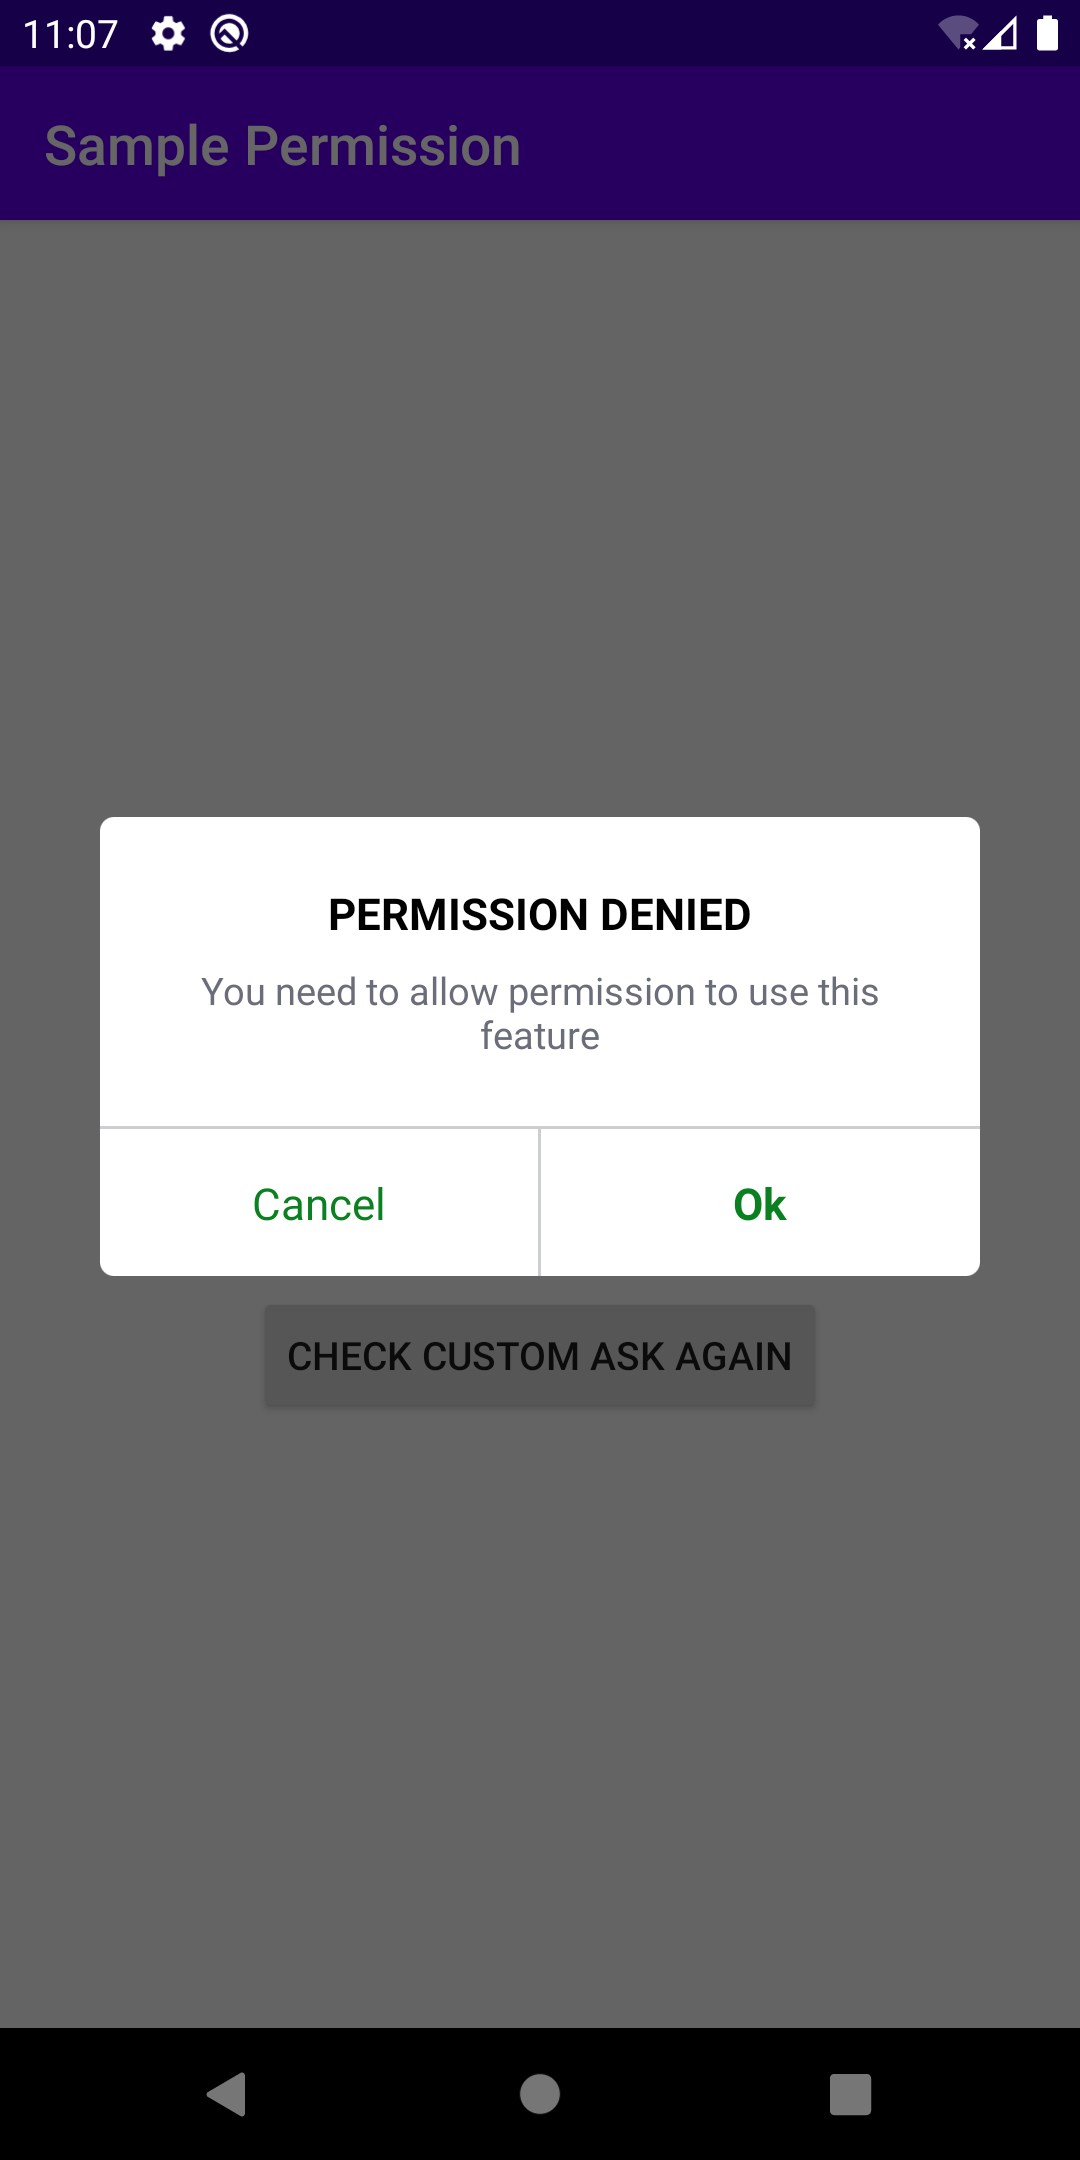 11:07
Sample Permission
PERMISSION DENIED
You need to allow permission to use this
feature
Cancel
Ok
CHECK CUSTOM ASK AGAIN